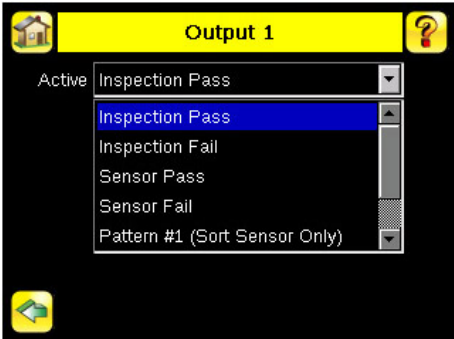 Output 1
Active Inspection Pass
Inspection Pass
Inspection Fail
Sensor Pass
Sensor Fail
Pattern #1 (Sort Sensor Only)